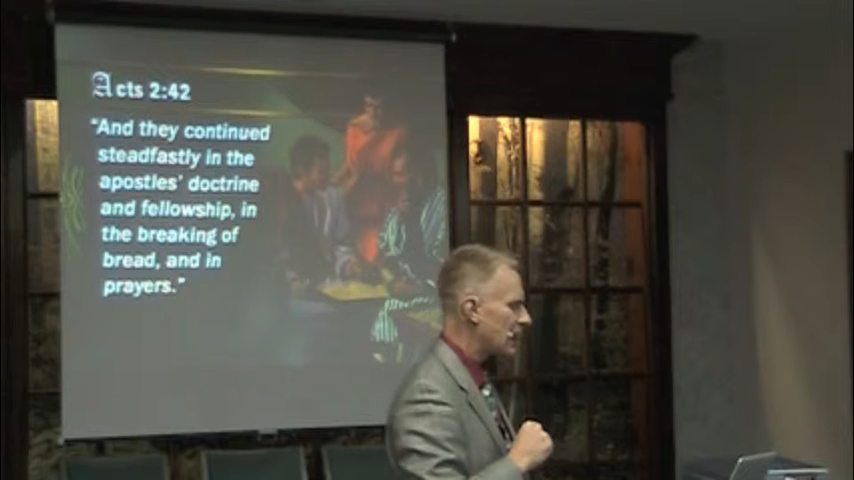 Acts 2:42
“And they continued
steadfastly in the
apostles’ doctrine
and fellowship, in
the breaking of
bread, and in
prayers.”